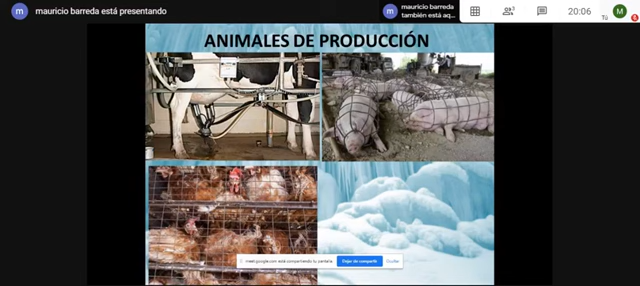 m mauricio barreda está presentando
m mauricio barreda
también está aq...
3
20:06
Tú
M
ANIMALES DE PRODUCCIÓN
meet.google.com está compartiendo tu pantalla. Dejar de compartir Ocultar